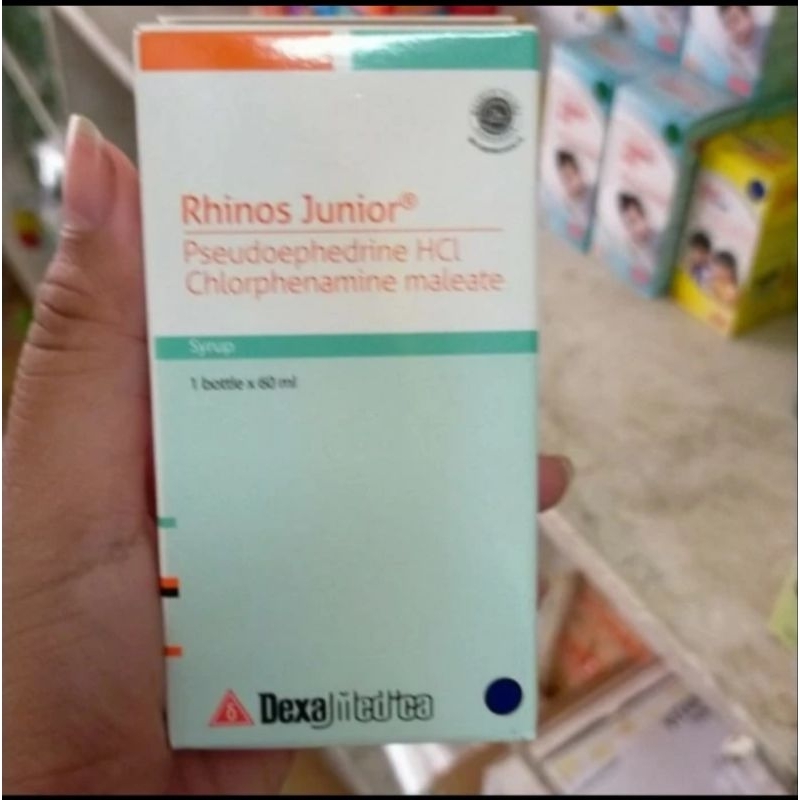 Rhinos Junior®
Pseudoephedrine HCl
Chlorphenamine maleate
Syrup
1 bottle x 60 ml
DexaMedica